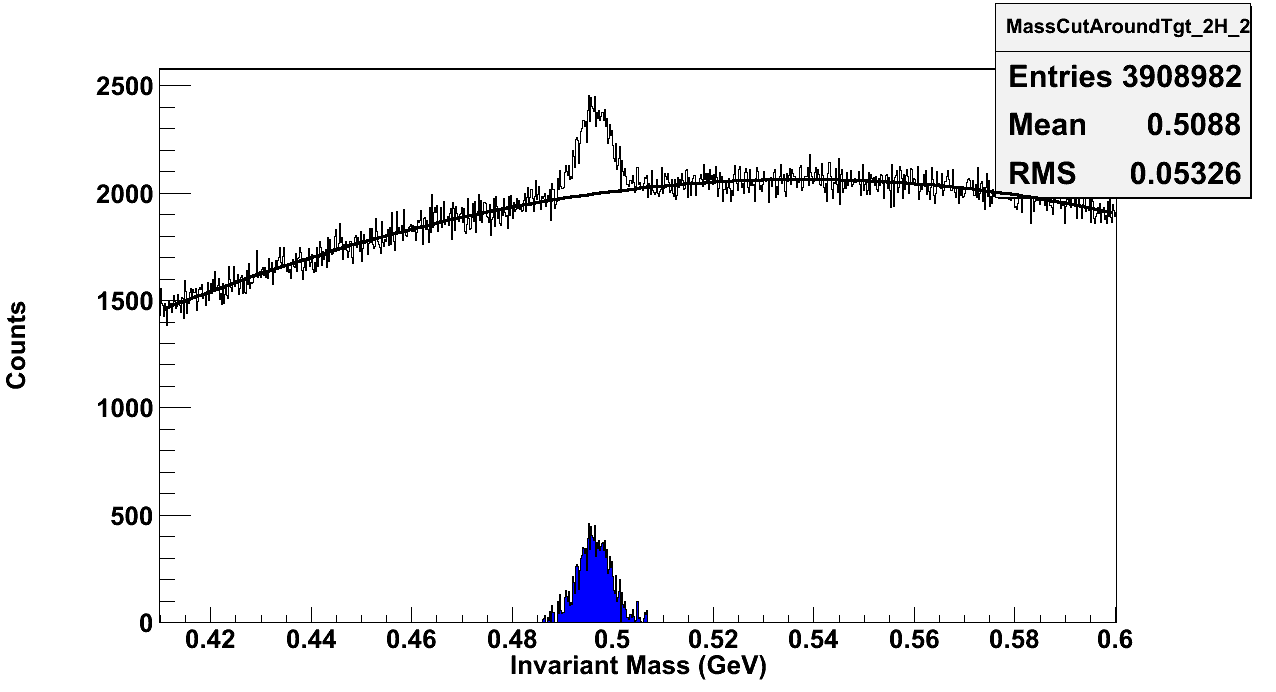 MassCutAroundTgt_2H_2
Entries 3908982
Mean 0.5088
RMS 0.05326
2500
2000
1500
1000
500
0
Counts
0.42 0.44 0.46 0.48 0.5 0.52 0.54 0.56 0.58 0.6
Invariant Mass (GeV)